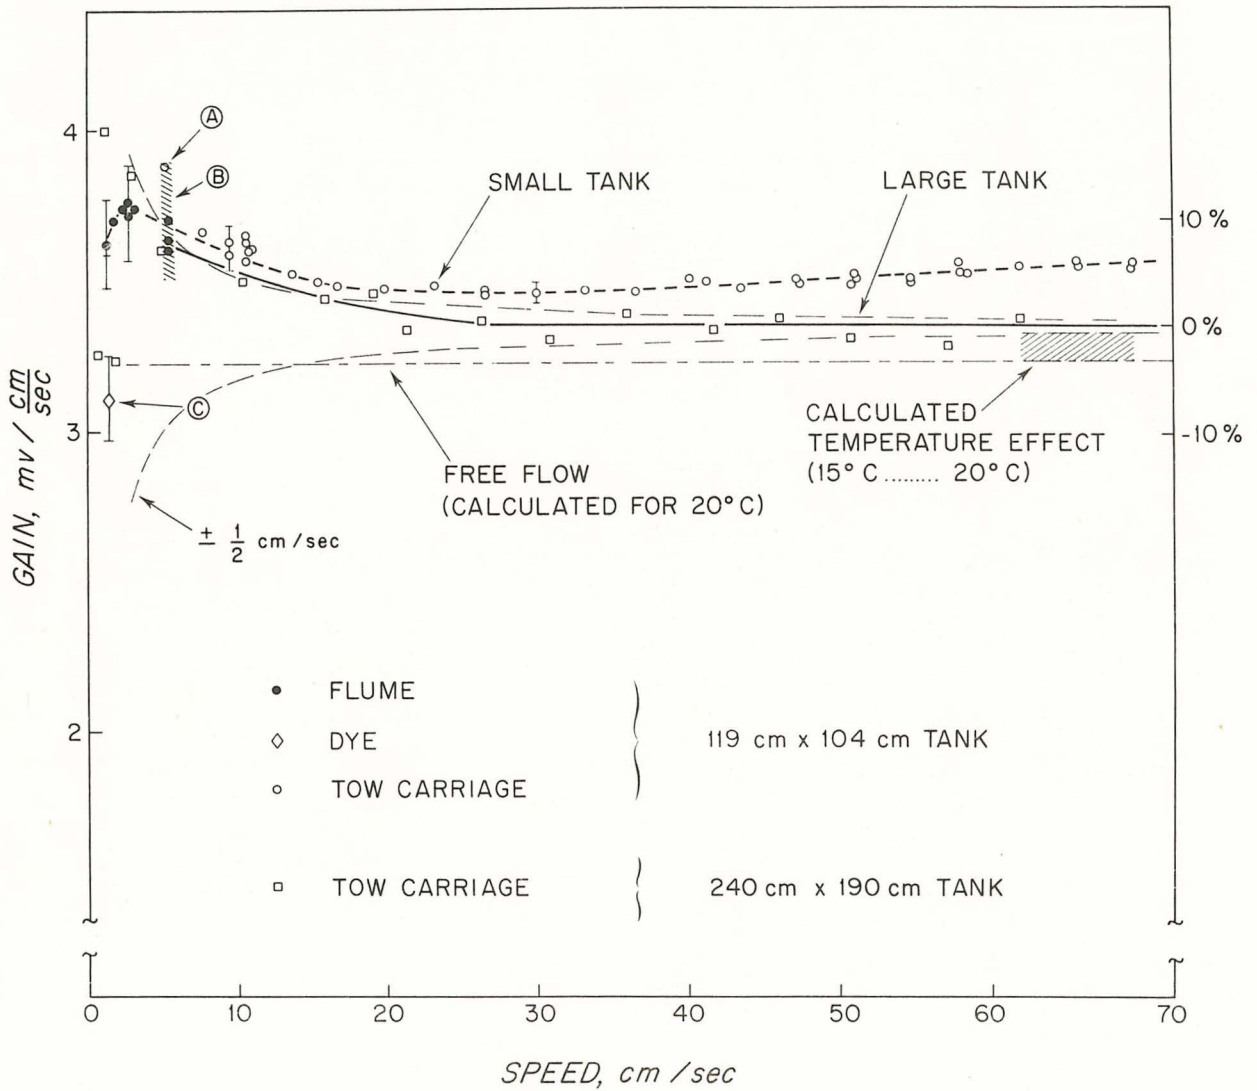 4
3
2
GAIN, mv / cm/sec
A
B
C
SMALL TANK
LARGE TANK
10 %
0 %
-10%
FREE FLOW
(CALCULATED FOR 20° C)
CALCULATED
TEMPERATURE EFFECT
(15° C ......... 20° C)
± 1/2 cm/sec
FLUME
DYE
TOW CARRIAGE
119 cm x 104 cm TANK
TOW CARRIAGE
240 cm x 190 cm TANK
0 10 20 30 40 50 60 70
SPEED, cm / sec